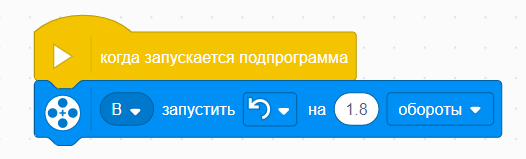 когда запускается подпрограмма
B запустить на 1.8 обороты